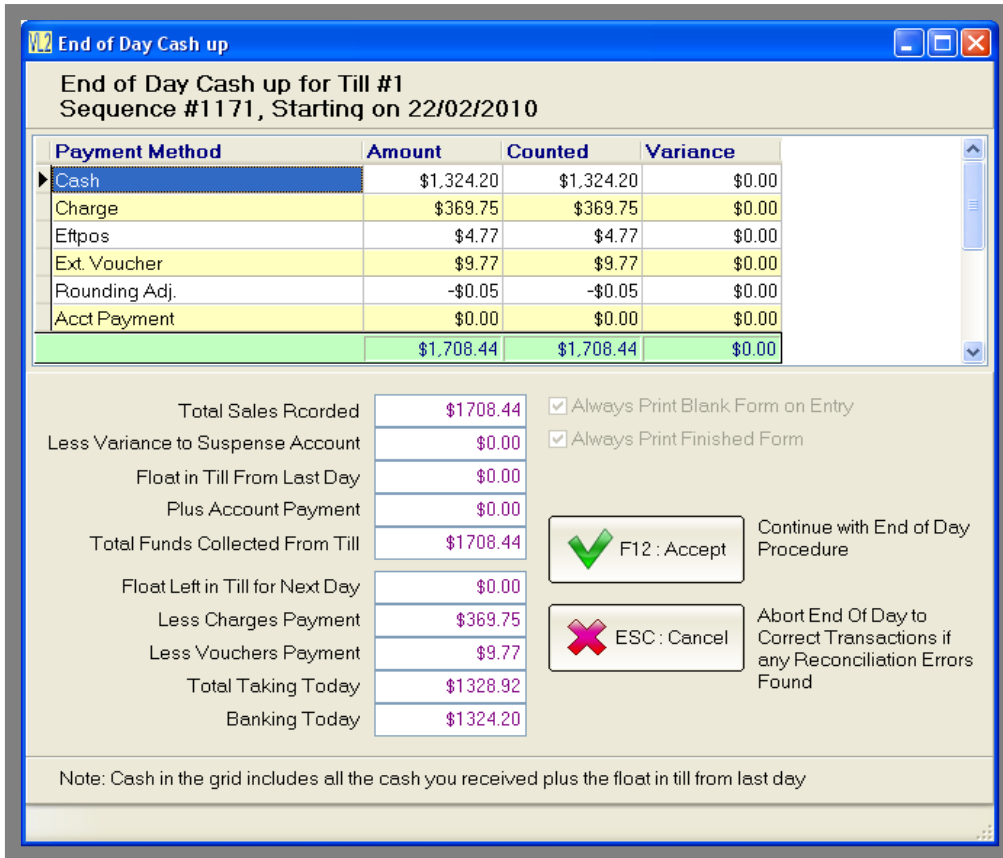 VL2 End of Day Cash up
End of Day Cash up for Till #1
Sequence #1171, Starting on 22/02/2010
Payment Method Amount Counted Variance
Cash $1,324.20 $1,324.20 $0.00
Charge $369.75 $369.75 $0.00
Eftpos $4.77 $4.77 $0.00
Ext. Voucher $9.77 $9.77 $0.00
Rounding Adj. -$0.05 -$0.05 $0.00
Acct Payment $0.00 $0.00 $0.00
$1,708.44 $1,708.44 $0.00
Total Sales Rcorded $1708.44
Less Variance to Suspense Account $0.00
Float in Till From Last Day $0.00
Plus Account Payment $0.00
Total Funds Collected From Till $1708.44
Float Left in Till for Next Day $0.00
Less Charges Payment $369.75
Less Vouchers Payment $9.77
Total Taking Today $1328.92
Banking Today $1324.20
Always Print Blank Form on Entry
Always Print Finished Form
F12 : Accept
Continue with End of Day
Procedure
ESC : Cancel
Abort End Of Day to
Correct Transactions if
any Reconciliation Errors
Found
Note: Cash in the grid includes all the cash you received plus the float in till from last day